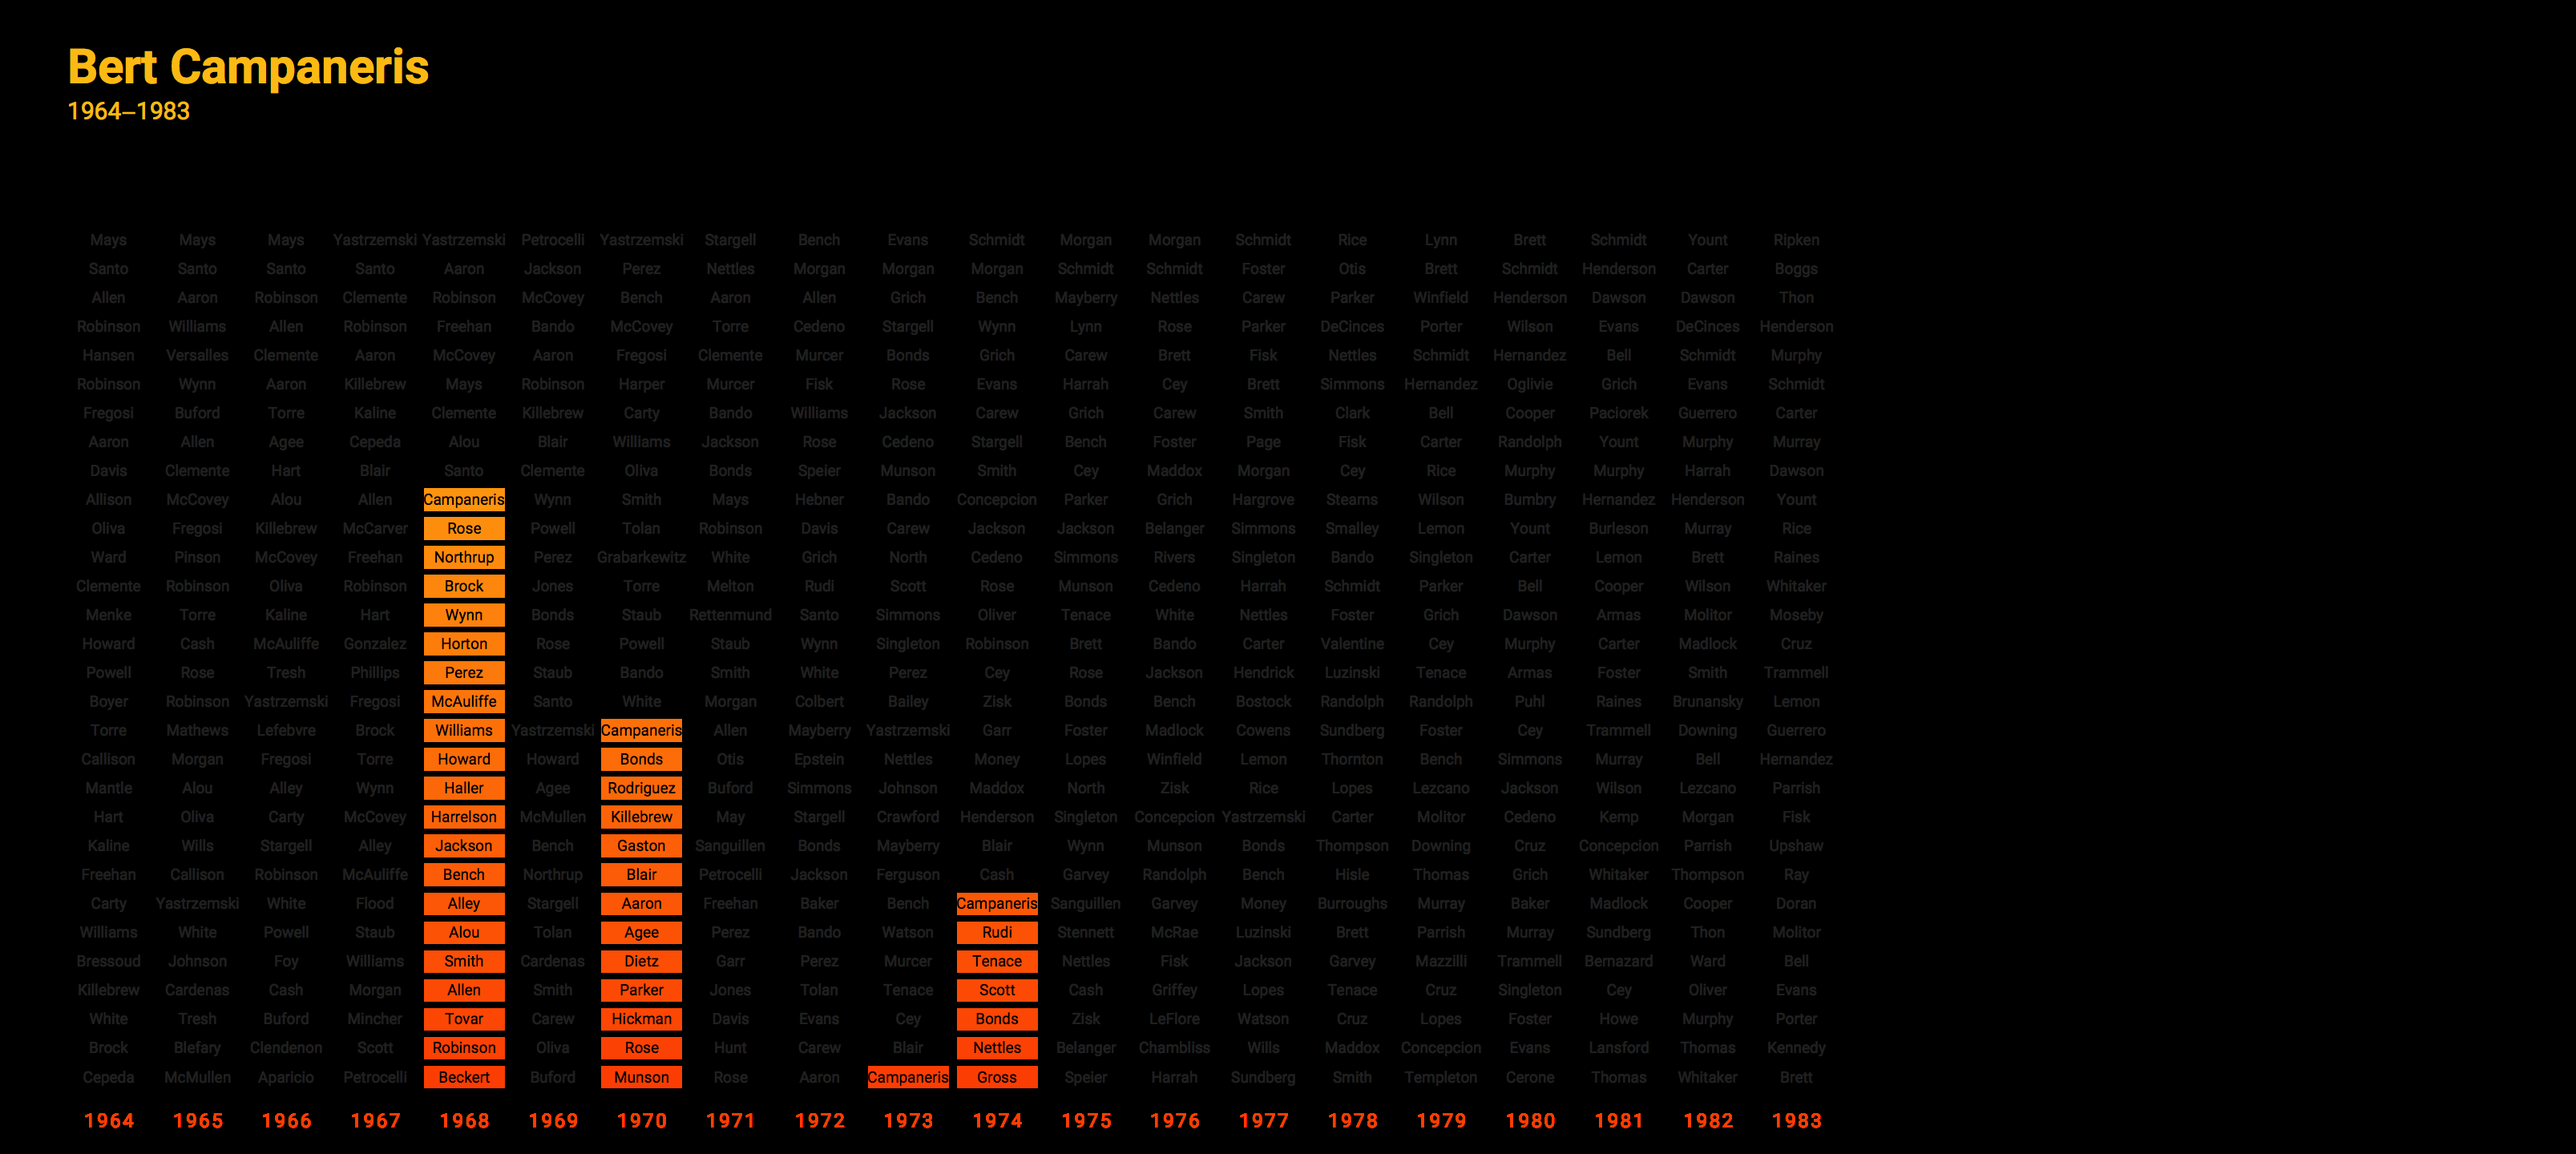 Bert Campaneris
1964–1983
Mays Mays Mays Yastrzemski Yastrzemski Petrocelli Yastrzemski Stargell Bench Evans Schmidt Morgan Morgan Schmidt Rice Lynn Brett Schmidt Yount Ripken
Santo Santo Santo Santo Aaron Jackson Perez Nettles Morgan Morgan Morgan Schmidt Schmidt Foster Otis Brett Schmidt Henderson Carter Boggs
Allen Aaron Robinson Clemente Robinson McCovey Bench Aaron Allen Grich Bench Mayberry Nettles Carew Parker Winfield Henderson Dawson Dawson Thon
Robinson Williams Allen Robinson Freehan Bando McCovey Torre Cedeno Stargell Wynn Lynn Rose Parker DeCinces Porter Wilson Evans DeCinces Henderson
Hansen Versalles Clemente Aaron McCovey Aaron Fregosi Clemente Murcer Bonds Grich Carew Brett Fisk Nettles Schmidt Hernandez Bell Schmidt Murphy
Robinson Wynn Aaron Killebrew Mays Robinson Harper Murcer Fisk Rose Evans Harrah Cey Brett Simmons Hernandez Oglivie Grich Evans Schmidt
Fregosi Buford Torre Kaline Clemente Killebrew Carty Bando Williams Jackson Carew Grich Carew Smith Clark Bell Cooper Paciorek Guerrero Carter
Aaron Allen Agee Cepeda Alou Blair Williams Jackson Rose Cedeno Stargell Bench Foster Page Fisk Carter Randolph Yount Murphy Murray
Davis Clemente Hart Blair Santo Clemente Oliva Bonds Speier Munson Smith Cey Maddox Morgan Cey Rice Murphy Murphy Harrah Dawson
Allison McCovey Alou Allen Campaneris Wynn Smith Mays Hebner Bando Concepcion Parker Grich Hargrove Stearns Wilson Bumbry Hernandez Henderson Yount
Oliva Fregosi Killebrew McCarver Rose Powell Tolan Robinson Davis Carew Jackson Jackson Belanger Simmons Smalley Lemon Yount Burleson Murray Rice
Ward Pinson McCovey Freehan Northrup Perez Grabarkewitz White Grich North Cedeno Simmons Rivers Singleton Bando Singleton Carter Lemon Brett Raines
Clemente Robinson Oliva Robinson Brock Jones Torre Melton Rudi Scott Rose Munson Cedeno Harrah Schmidt Parker Bell Cooper Wilson Whitaker
Menke Torre Kaline Hart Wynn Bonds Staub Rettenmund Santo Simmons Oliver Tenace White Nettles Foster Grich Dawson Armas Molitor Moseby
Howard Cash McAuliffe Gonzalez Horton Rose Powell Staub Wynn Singleton Robinson Brett Bando Carter Valentine Cey Murphy Carter Madlock Cruz
Powell Rose Tresh Phillips Perez Staub Bando Smith White Perez Cey Rose Jackson Hendrick Luzinski Tenace Armas Foster Smith Trammell
Boyer Robinson Yastrzemski Fregosi McAuliffe Santo White Morgan Colbert Bailey Zisk Bonds Bench Bostock Randolph Randolph Puhl Raines Brunansky Lemon
Torre Mathews Lefebvre Brock Williams Yastrzemski Campaneris Allen Mayberry Yastrzemski Garr Foster Madlock Cowens Sundberg Foster Cey Trammell Downing Guerrero
Callison Morgan Fregosi Torre Howard Howard Bonds Otis Epstein Nettles Money Lopes Winfield Lemon Thornton Bench Simmons Murray Bell Hernandez
Mantle Alou Alley Wynn Haller Agee Rodriguez Buford Simmons Johnson Maddox North Zisk Rice Lopes Lezcano Jackson Wilson Lezcano Parrish
Hart Oliva Carty McCovey Harrelson McMullen Killebrew May Stargell Crawford Henderson Singleton Concepcion Yastrzemski Carter Molitor Cedeno Kemp Morgan Fisk
Kaline Wills Stargell Alley Jackson Bench Gaston Sanguillen Bonds Mayberry Blair Wynn Munson Bonds Thompson Downing Cruz Concepcion Parrish Upshaw
Freehan Callison Robinson McAuliffe Bench Northrup Blair Petrocelli Jackson Ferguson Cash Garvey Randolph Bench Hisle Thomas Grich Whitaker Thompson Ray
Carty Yastrzemski White Flood Alley Stargell Aaron Freehan Baker Bench Campaneris Sanguillen Garvey Money Burroughs Murray Baker Madlock Cooper Doran
Williams White Powell Staub Alou Tolan Agee Perez Bando Watson Rudi Stennett McRae Luzinski Brett Parrish Murray Sundberg Thon Molitor
Bressoud Johnson Foy Williams Smith Cardenas Dietz Garr Perez Murcer Tenace Nettles Fisk Jackson Garvey Mazzilli Trammell Bernazard Ward Bell
Killebrew Cardenas Cash Morgan Allen Smith Parker Jones Tolan Tenace Scott Cash Griffey Lopes Tenace Cruz Singleton Cey Oliver Evans
White Tresh Buford Mincher Tovar Carew Hickman Davis Evans Cey Bonds Zisk LeFlore Watson Cruz Lopes Foster Howe Murphy Porter
Brock Blefary Clendenon Scott Robinson Oliva Rose Hunt Carew Blair Nettles Belanger Chambliss Wills Maddox Concepcion Evans Lansford Thomas Kennedy
Cepeda McMullen Aparicio Petrocelli Beckert Buford Munson Rose Aaron Campaneris Gross Speier Harrah Sundberg Smith Templeton Cerone Thomas Whitaker Brett
1964 1965 1966 1967 1968 1969 1970 1971 1972 1973 1974 1975 1976 1977 1978 1979 1980 1981 1982 1983